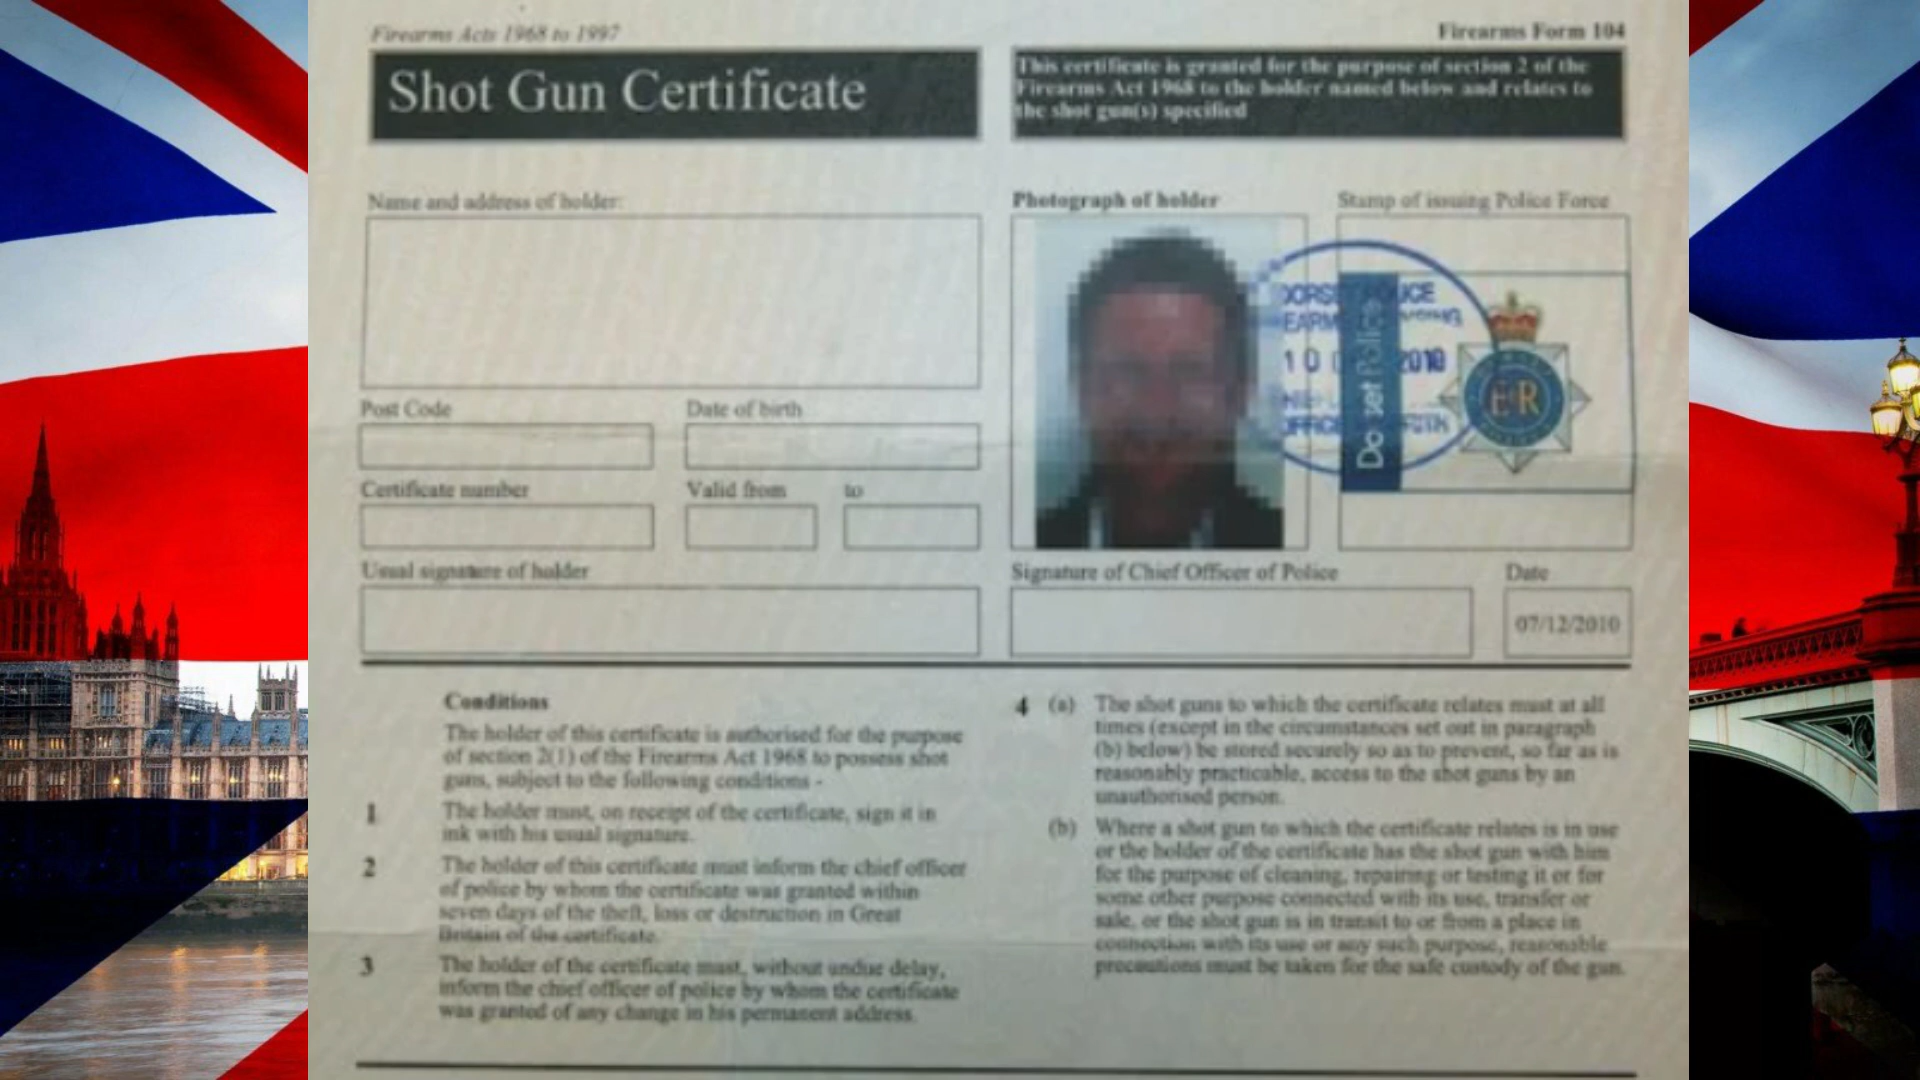 Firearms Acts 1968 to 1997
Firearms Form 104
Shot Gun Certificate
This certificate is granted for the purpose of section 2 of the
Firearms Act 1968 to the holder named below and relates to
the shot gun(s) specified
Name and address of holder:
Photograph of holder
Stamp of issuing Police Force
DORSET POLICE
10 2010
Dorset Police
E R
Post Code
Date of birth
Certificate number
Valid from
to
Usual signature of holder
Signature of Chief Officer of Police
Date
07/12/2010
Conditions
The holder of this certificate is authorised for the purpose
of section 2(1) of the Firearms Act 1968 to possess shot
guns, subject to the following conditions -
1 The holder must, on receipt of the certificate, sign it in
ink with his usual signature.
2 The holder of this certificate must inform the chief officer
of police by whom the certificate was granted within
seven days of the theft, loss or destruction in Great
Britain of the certificate.
3 The holder of the certificate must, without undue delay,
inform the chief officer of police by whom the certificate
was granted of any change in his permanent address.
4 (a) The shot guns to which the certificate relates must at all
times (except in the circumstances set out in paragraph
(b) below) be stored securely so as to prevent, so far as is
reasonably practicable, access to the shot guns by an
unauthorised person.
(b) Where a shot gun to which the certificate relates is in use
or the holder of the certificate has the shot gun with him
for the purpose of cleaning, repairing or testing it or for
some other purpose connected with its use, transfer or
sale, or the shot gun is in transit to or from a place in
connection with its use or any such purpose, reasonable
precautions must be taken for the safe custody of the gun.